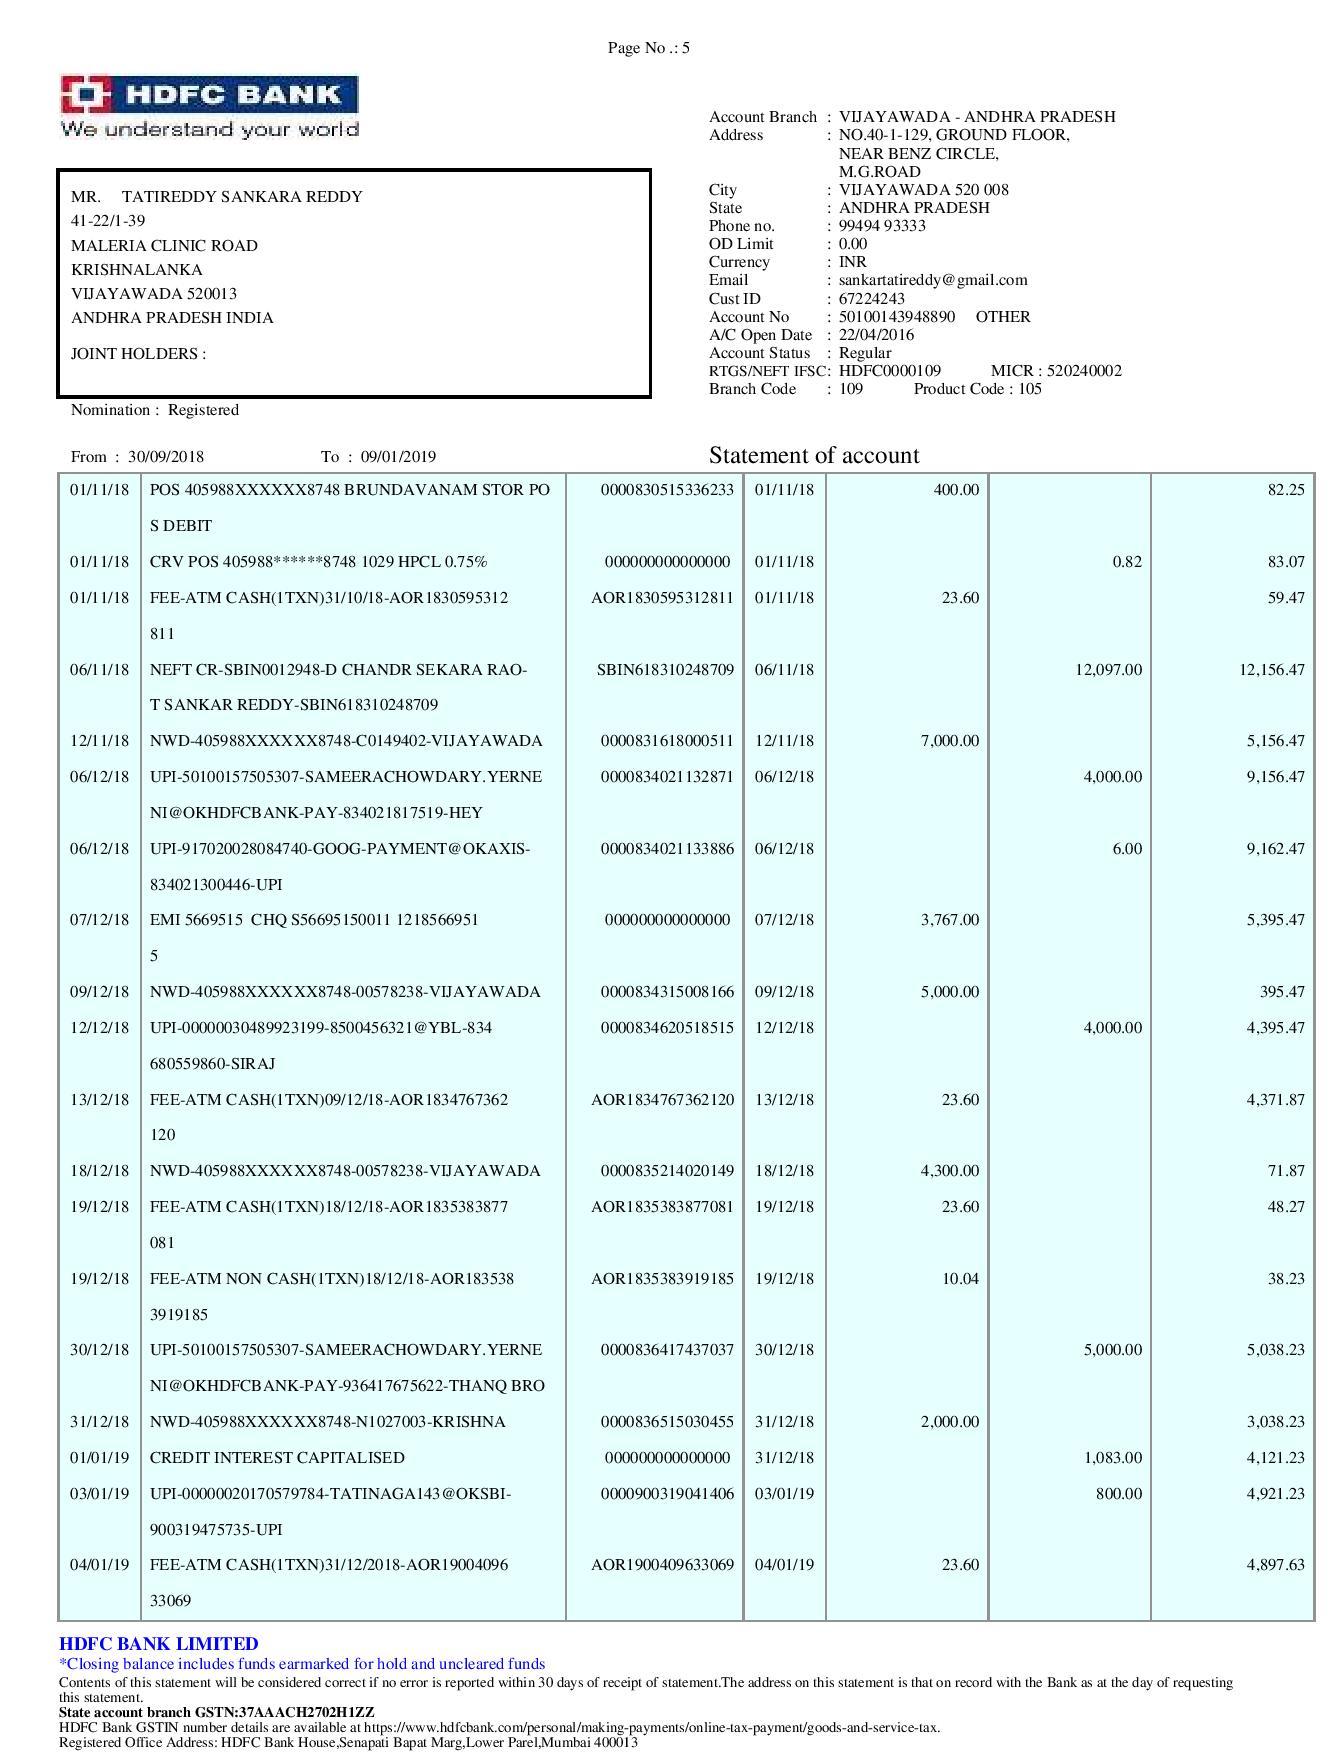 Page No .: 5
HDFC BANK
We understand your world
Account Branch : VIJAYAWADA - ANDHRA PRADESH
Address : NO.40-1-129, GROUND FLOOR,
NEAR BENZ CIRCLE,
M.G.ROAD
City : VIJAYAWADA 520 008
State : ANDHRA PRADESH
Phone no. : 99494 93333
OD Limit : 0.00
Currency : INR
Email : sankartatireddy@gmail.com
Cust ID : 67224243
Account No : 50100143948890 OTHER
A/C Open Date : 22/04/2016
Account Status : Regular
RTGS/NEFT IFSC: HDFC0000109 MICR : 520240002
Branch Code : 109 Product Code : 105
MR. TATIREDDY SANKARA REDDY
41-22/1-39
MALERIA CLINIC ROAD
KRISHNALANKA
VIJAYAWADA 520013
ANDHRA PRADESH INDIA
JOINT HOLDERS :
Nomination : Registered
From : 30/09/2018 To : 09/01/2019 Statement of account
01/11/18 POS 405988XXXXXX8748 BRUNDAVANAM STOR PO 0000830515336233 01/11/18 400.00 82.25
S DEBIT
01/11/18 CRV POS 405988******8748 1029 HPCL 0.75% 000000000000000 01/11/18 0.82 83.07
01/11/18 FEE-ATM CASH(1TXN)31/10/18-AOR1830595312 AOR1830595312811 01/11/18 23.60 59.47
811
06/11/18 NEFT CR-SBIN0012948-D CHANDR SEKARA RAO- SBIN618310248709 06/11/18 12,097.00 12,156.47
T SANKAR REDDY-SBIN618310248709
12/11/18 NWD-405988XXXXXX8748-C0149402-VIJAYAWADA 0000831618000511 12/11/18 7,000.00 5,156.47
06/12/18 UPI-50100157505307-SAMEERACHOWDARY.YERNE 0000834021132871 06/12/18 4,000.00 9,156.47
NI@OKHDFCBANK-PAY-834021817519-HEY
06/12/18 UPI-917020028084740-GOOG-PAYMENT@OKAXIS- 0000834021133886 06/12/18 6.00 9,162.47
834021300446-UPI
07/12/18 EMI 5669515 CHQ S56695150011 1218566951 000000000000000 07/12/18 3,767.00 5,395.47
5
09/12/18 NWD-405988XXXXXX8748-00578238-VIJAYAWADA 0000834315008166 09/12/18 5,000.00 395.47
12/12/18 UPI-00000030489923199-8500456321@YBL-834 0000834620518515 12/12/18 4,000.00 4,395.47
680559860-SIRAJ
13/12/18 FEE-ATM CASH(1TXN)09/12/18-AOR1834767362 AOR1834767362120 13/12/18 23.60 4,371.87
120
18/12/18 NWD-405988XXXXXX8748-00578238-VIJAYAWADA 0000835214020149 18/12/18 4,300.00 71.87
19/12/18 FEE-ATM CASH(1TXN)18/12/18-AOR1835383877 AOR1835383877081 19/12/18 23.60 48.27
081
19/12/18 FEE-ATM NON CASH(1TXN)18/12/18-AOR183538 AOR1835383919185 19/12/18 10.04 38.23
3919185
30/12/18 UPI-50100157505307-SAMEERACHOWDARY.YERNE 0000836417437037 30/12/18 5,000.00 5,038.23
NI@OKHDFCBANK-PAY-936417675622-THANQ BRO
31/12/18 NWD-405988XXXXXX8748-N1027003-KRISHNA 0000836515030455 31/12/18 2,000.00 3,038.23
01/01/19 CREDIT INTEREST CAPITALISED 000000000000000 31/12/18 1,083.00 4,121.23
03/01/19 UPI-00000020170579784-TATINAGA143@OKSBI- 0000900319041406 03/01/19 800.00 4,921.23
900319475735-UPI
04/01/19 FEE-ATM CASH(1TXN)31/12/2018-AOR19004096 AOR1900409633069 04/01/19 23.60 4,897.63
33069
HDFC BANK LIMITED
*Closing balance includes funds earmarked for hold and uncleared funds
Contents of this statement will be considered correct if no error is reported within 30 days of receipt of statement.The address on this statement is that on record with the Bank as at the day of requesting
this statement.
State account branch GSTN:37AAACH2702H1ZZ
HDFC Bank GSTIN number details are available at https://www.hdfcbank.com/personal/making-payments/online-tax-payment/goods-and-service-tax.
Registered Office Address: HDFC Bank House,Senapati Bapat Marg,Lower Parel,Mumbai 400013